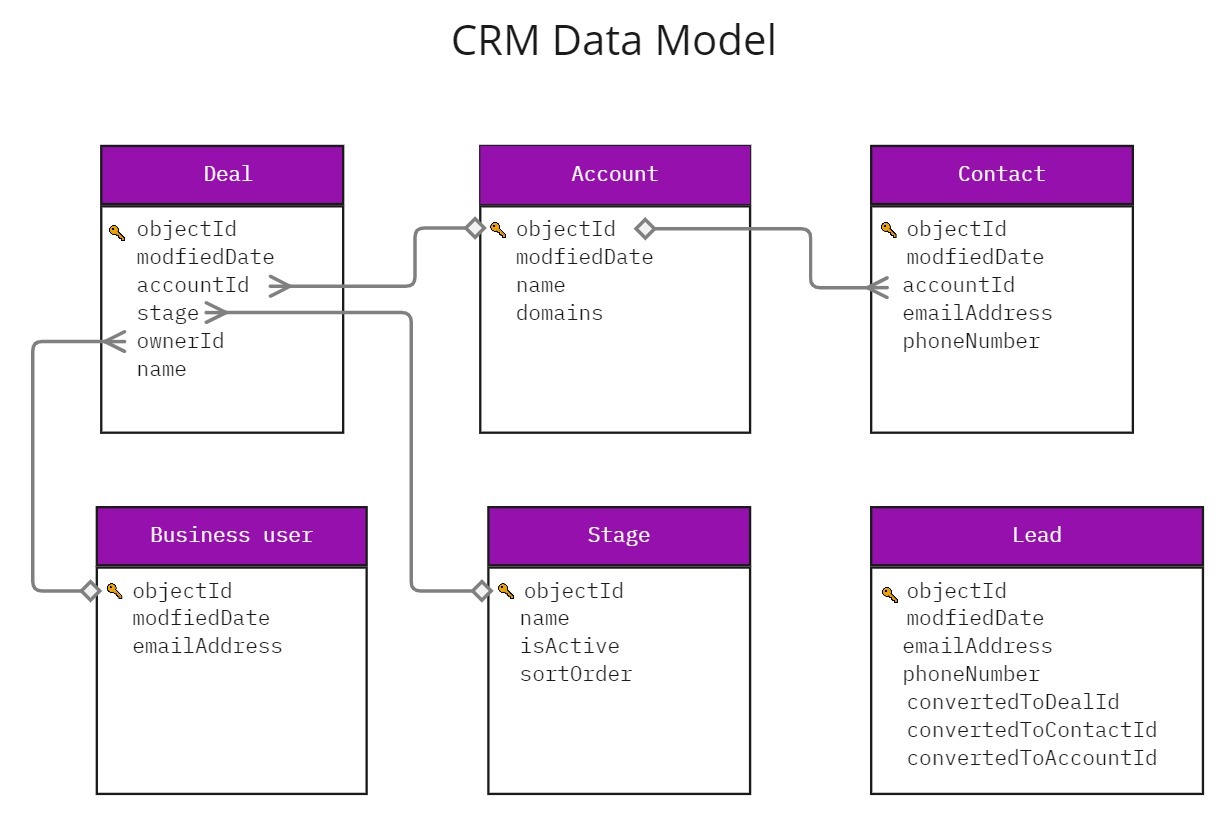 CRM Data Model
Deal
objectId
modfiedDate
accountId
stage
ownerId
name
Account
objectId
modfiedDate
name
domains
Contact
objectId
modfiedDate
accountId
emailAddress
phoneNumber
Business user
objectId
modfiedDate
emailAddress
Stage
objectId
name
isActive
sortOrder
Lead
objectId
modfiedDate
emailAddress
phoneNumber
convertedToDealId
convertedToContactId
convertedToAccountId